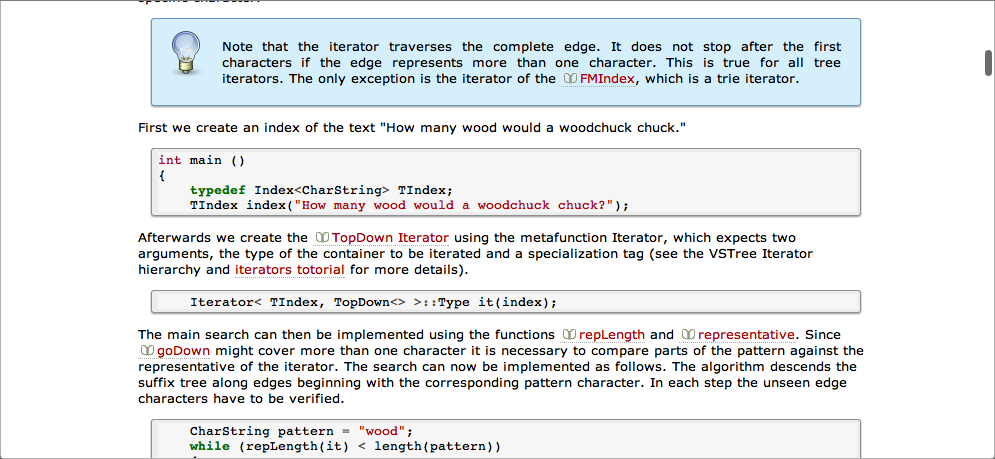 specific character.
Note that the iterator traverses the complete edge. It does not stop after the first
characters if the edge represents more than one character. This is true for all tree
iterators. The only exception is the iterator of the FMIndex, which is a trie iterator.
First we create an index of the text "How many wood would a woodchuck chuck."
int main ()
{
    typedef Index<CharString> TIndex;
    TIndex index("How many wood would a woodchuck chuck?");
Afterwards we create the TopDown Iterator using the metafunction Iterator, which expects two
arguments, the type of the container to be iterated and a specialization tag (see the VSTree Iterator
hierarchy and iterators totorial for more details).
    Iterator< TIndex, TopDown<> >::Type it(index);
The main search can then be implemented using the functions repLength and representative. Since
goDown might cover more than one character it is necessary to compare parts of the pattern against the
representative of the iterator. The search can now be implemented as follows. The algorithm descends the
suffix tree along edges beginning with the corresponding pattern character. In each step the unseen edge
characters have to be verified.
    CharString pattern = "wood";
    while (repLength(it) < length(pattern))